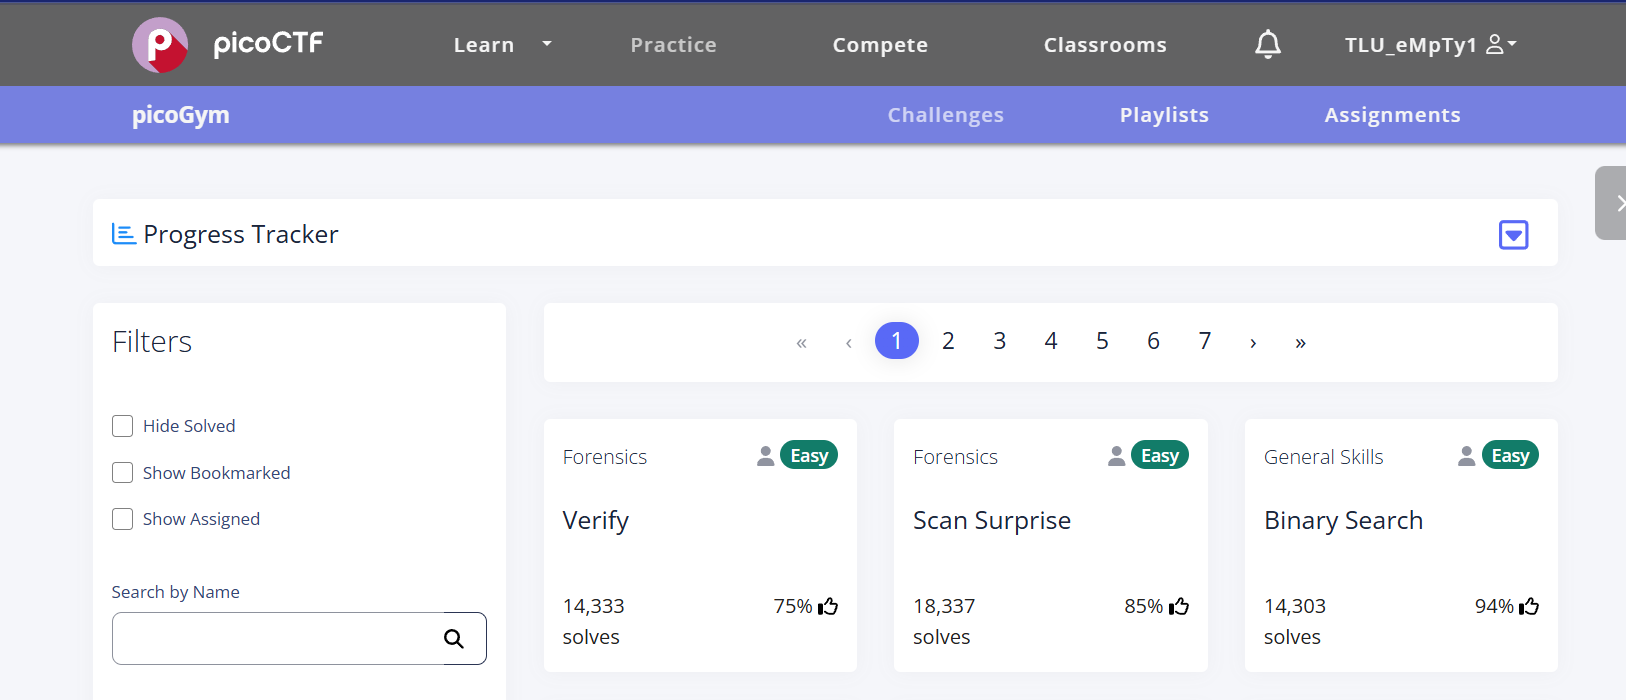 picoCTF
Learn
Practice
Compete
Classrooms
TLU_eMpTy1
picoGym
Challenges
Playlists
Assignments
Progress Tracker
Filters
Hide Solved
Show Bookmarked
Show Assigned
Search by Name
« ‹ 1 2 3 4 5 6 7 › »
Forensics
Easy
Verify
14,333
solves
75%
Forensics
Easy
Scan Surprise
18,337
solves
85%
General Skills
Easy
Binary Search
14,303
solves
94%